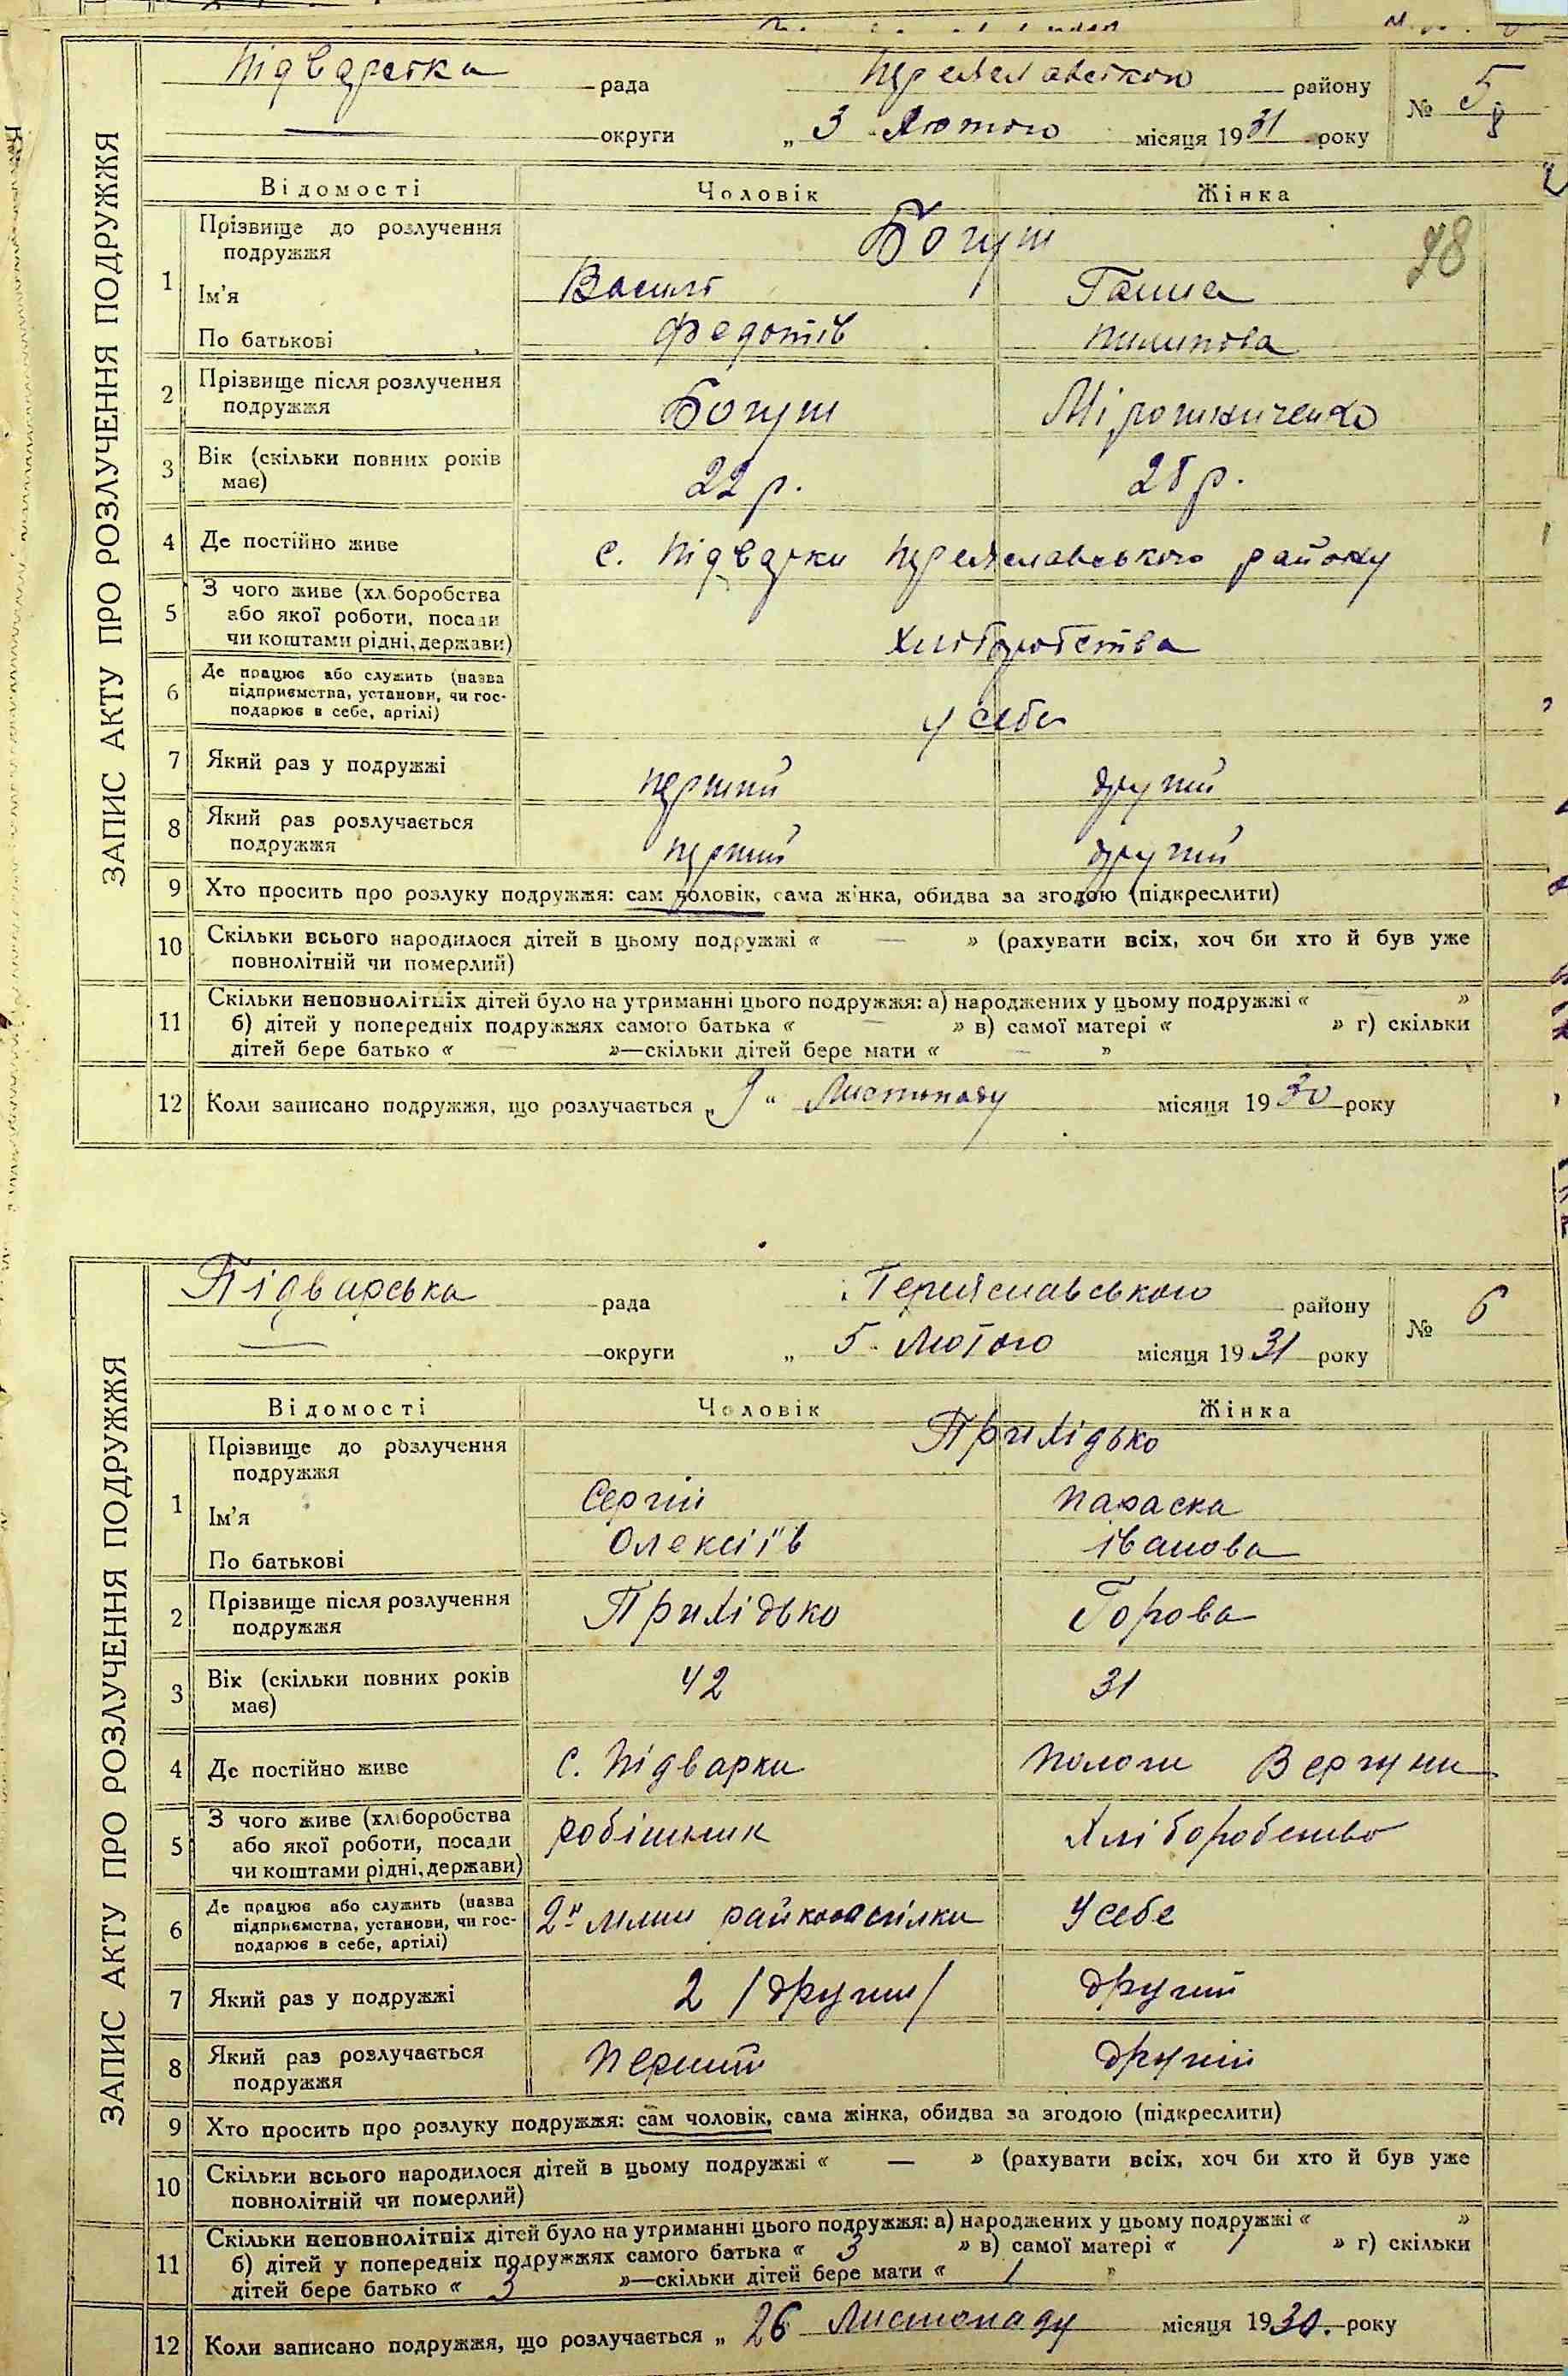 Підварська рада Переяславського району № 5
округи „ 3 " Лютого місяця 1931 року
8
ЗАПИС АКТУ ПРО РОЗЛУЧЕННЯ ПОДРУЖЖЯ
Відомості Чоловік Жінка
78
1 Прізвище до розлучення подружжя Богуш
Ім'я Василь Ганна
По батькові Федотів Пилипова
2 Прізвище після розлучення подружжя Богуш Мірошниченко
3 Вік (скільки повних років має) 22 р. 28 р.
4 Де постійно живе с. Підварки Переяславського району
5 З чого живе (хліборобства або якої роботи, посади чи коштами рідні, держави) Хліборобства
6 Де працює або служить (назва підприємства, установи, чи господарює в себе, артілі) у себе
7 Який раз у подружжі перший другий
8 Який раз розлучається подружжя перший другий
9 Хто просить про розлуку подружжя: сам чоловік, сама жінка, обидва за згодою (підкреслити)
10 Скільки всього народилося дітей в цьому подружжі « — » (рахувати всіх, хоч би хто й був уже
повнолітній чи померлий)
11 Скільки неповнолітніх дітей було на утриманні цього подружжя: а) народжених у цьому подружжі « »
б) дітей у попередніх подружжях самого батька « — » в) самої матері « » г) скільки
дітей бере батько « — »—скільки дітей бере мати « — »
12 Коли записано подружжя, що розлучається „ 9 " Листопаду місяця 1930 року
Підварська рада Переяславського району № 6
— округи „ 5 " Лютого місяця 1931 року
ЗАПИС АКТУ ПРО РОЗЛУЧЕННЯ ПОДРУЖЖЯ
Відомості Чоловік Жінка
1 Прізвище до розлучення подружжя Прихідько
Ім'я Сергій Параска
По батькові Олексіїв Іванова
2 Прізвище після розлучення подружжя Прихідько Горова
3 Вік (скільки повних років має) 42 31
4 Де постійно живе с. Підварки Пологи Вергуни
5 З чого живе (хліборобства або якої роботи, посади чи коштами рідні, держави) робітник Хліборобство
6 Де працює або служить (назва підприємства, установи, чи господарює в себе, артілі) 2й млин райкоопспілки У себе
7 Який раз у подружжі 2 /другий/ другий
8 Який раз розлучається подружжя Перший другий
9 Хто просить про розлуку подружжя: сам чоловік, сама жінка, обидва за згодою (підкреслити)
10 Скільки всього народилося дітей в цьому подружжі « — » (рахувати всіх, хоч би хто й був уже
повнолітній чи померлий)
11 Скільки неповнолітніх дітей було на утриманні цього подружжя: а) народжених у цьому подружжі « »
б) дітей у попередніх подружжях самого батька « 3 » в) самої матері « 1 » г) скільки
дітей бере батько « 3 »—скільки дітей бере мати « 1 »
12 Коли записано подружжя, що розлучається „ 26 Листопаду місяця 1930. року